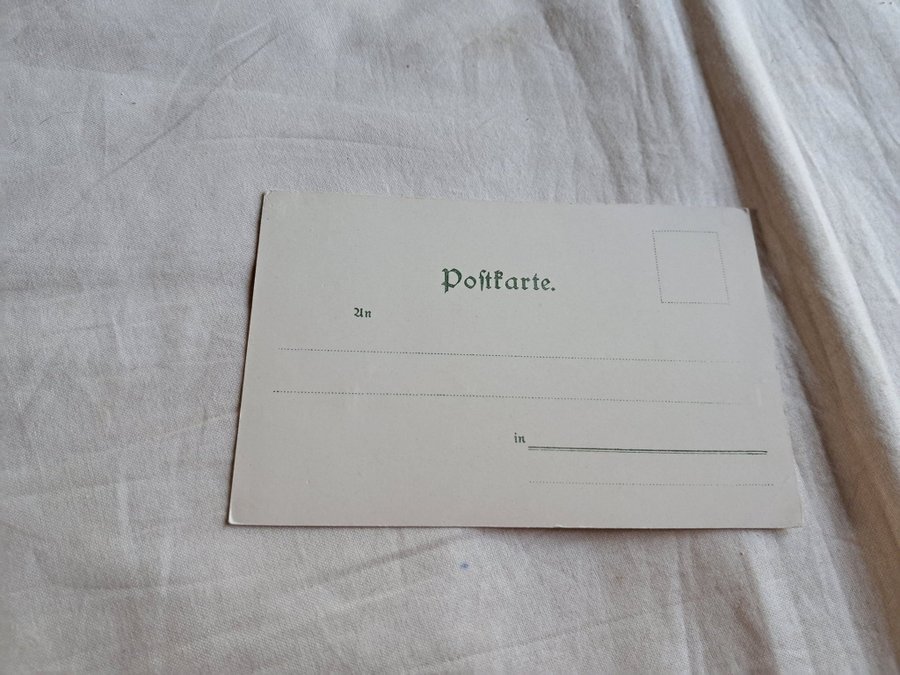 Poſtkarte.
An
in